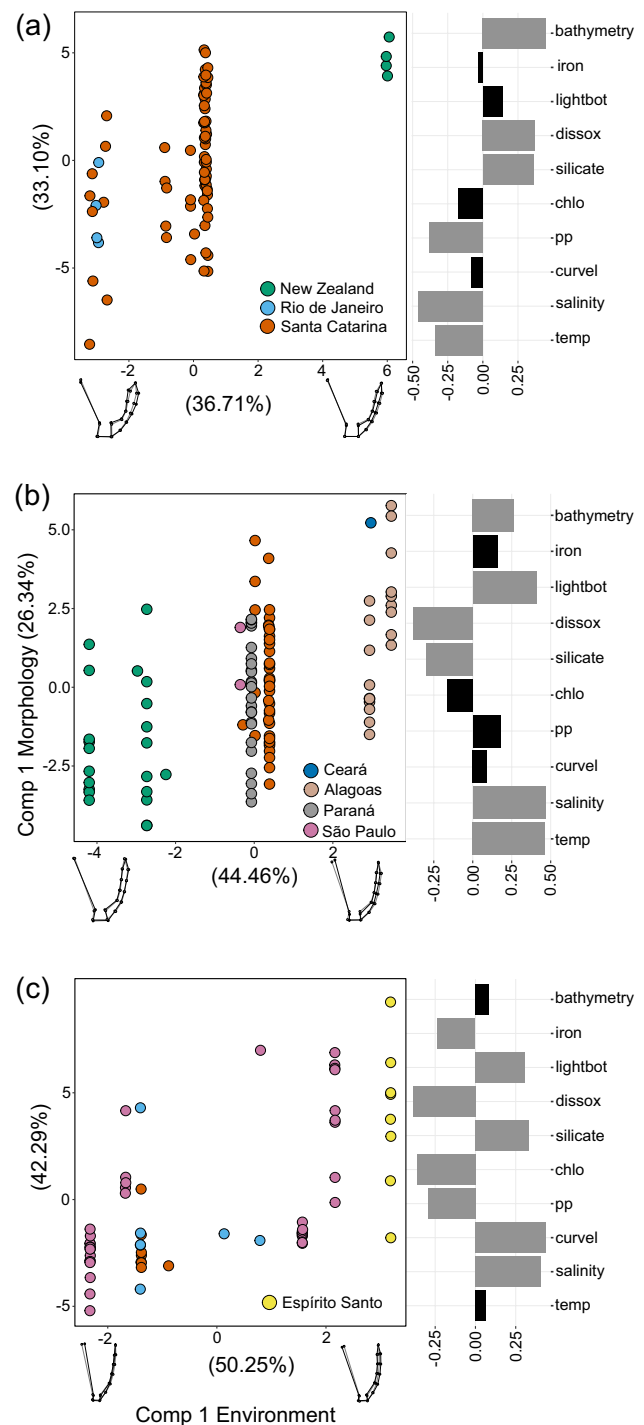 (a)
5
0
-5
(33.10%)
New Zealand
Rio de Janeiro
Santa Catarina
-2
0
2
4
6
(36.71%)
bathymetry
iron
lightbot
dissox
silicate
chlo
pp
curvel
salinity
temp
-0.50
-0.25
0.00
0.25
(b)
5.0
2.5
0.0
-2.5
Comp 1 Morphology (26.34%)
Ceará
Alagoas
Paraná
São Paulo
-4
-2
0
2
(44.46%)
bathymetry
iron
lightbot
dissox
silicate
chlo
pp
curvel
salinity
temp
-0.25
0.00
0.25
0.50
(c)
5
0
-5
(42.29%)
Espírito Santo
-2
0
2
(50.25%)
Comp 1 Environment
bathymetry
iron
lightbot
dissox
silicate
chlo
pp
curvel
salinity
temp
-0.25
0.00
0.25